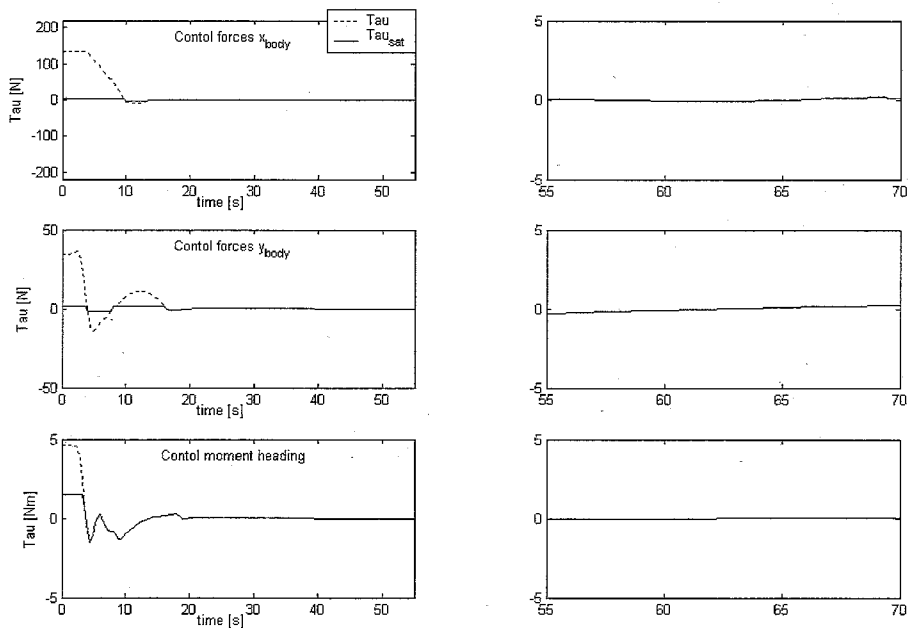 Tau
Tau_sat
Contol forces x_body
Tau [N]
200
100
0
-100
-200
0 10 20 30 40 50
time [s]
5
0
-5
55 60 65 70
Contol forces y_body
Tau [N]
50
0
-50
0 10 20 30 40 50
time [s]
5
0
-5
55 60 65 70
Contol moment heading
Tau [Nm]
5
0
-5
0 10 20 30 40 50
time [s]
5
0
-5
55 60 65 70